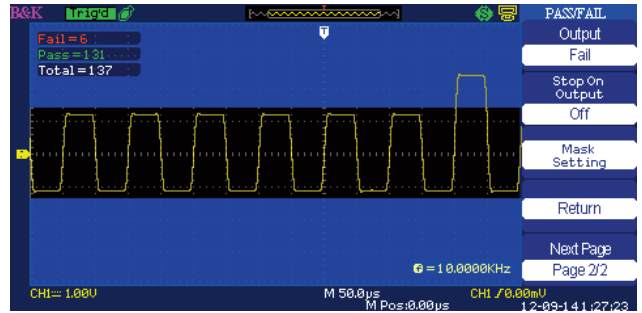 B&K Trig'd PASS/FAIL
Output
Fail
Fail=6
Pass=131
Total=137
Stop On
Output
Off
Mask
Setting
Return
Next Page
Page 2/2
=10.0000KHz
CH1 1.00V M 50.0μs CH1 0.00mV
M Pos:0.00μs 12-09-14 1:27:23
T